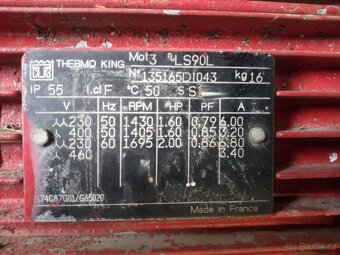 THERMO KING Mot 3 ~ LS90L
N° 135165DI043 kg 16
IP 55 I.cl F °C 50 S S1
V Hz RPM HP PF A
230 50 1430 1.60 0.79 6.00
400 50 1405 1.60 0.85 3.20
230 60 1695 2.00 0.86 6.80
460 3.40
Made in France